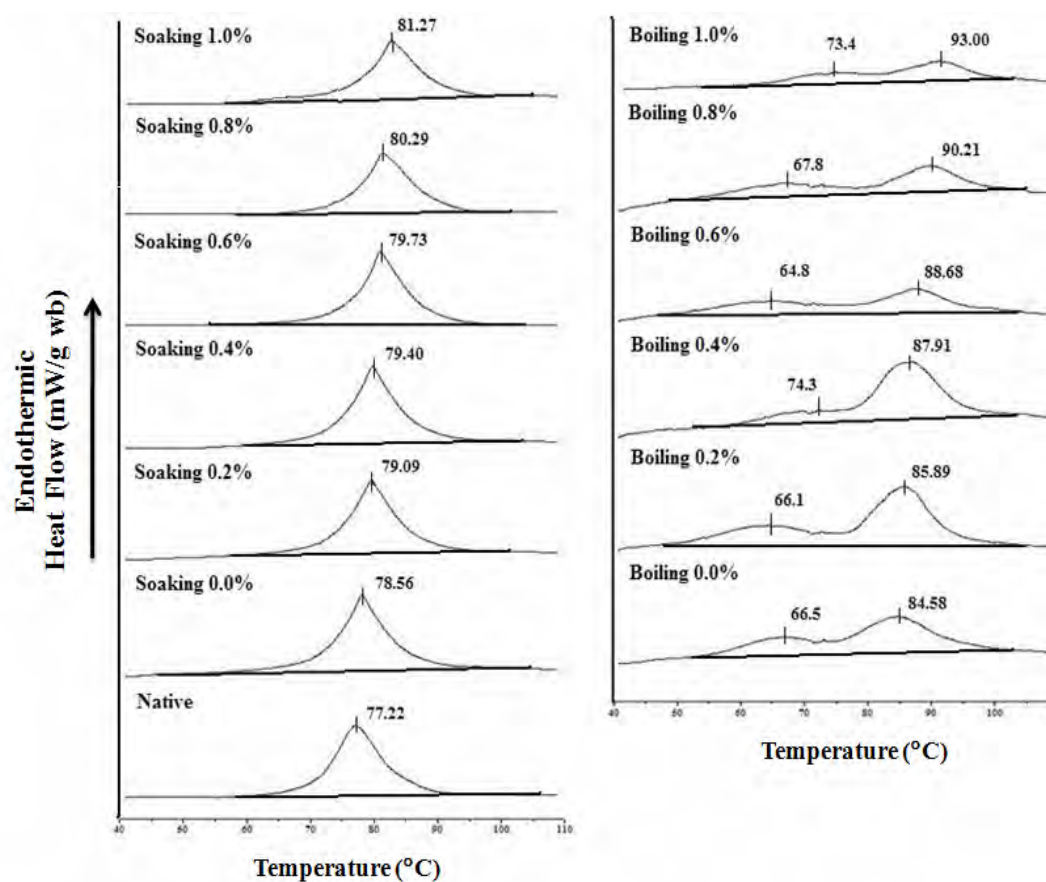 Endothermic
Heat Flow (mW/g wb)
Soaking 1.0%
81.27
Soaking 0.8%
80.29
Soaking 0.6%
79.73
Soaking 0.4%
79.40
Soaking 0.2%
79.09
Soaking 0.0%
78.56
Native
77.22
40 50 60 70 80 90 100 110
Temperature (°C)
Boiling 1.0%
73.4 93.00
Boiling 0.8%
67.8 90.21
Boiling 0.6%
64.8 88.68
Boiling 0.4%
74.3 87.91
Boiling 0.2%
66.1 85.89
Boiling 0.0%
66.5 84.58
40 50 60 70 80 90 100
Temperature (°C)